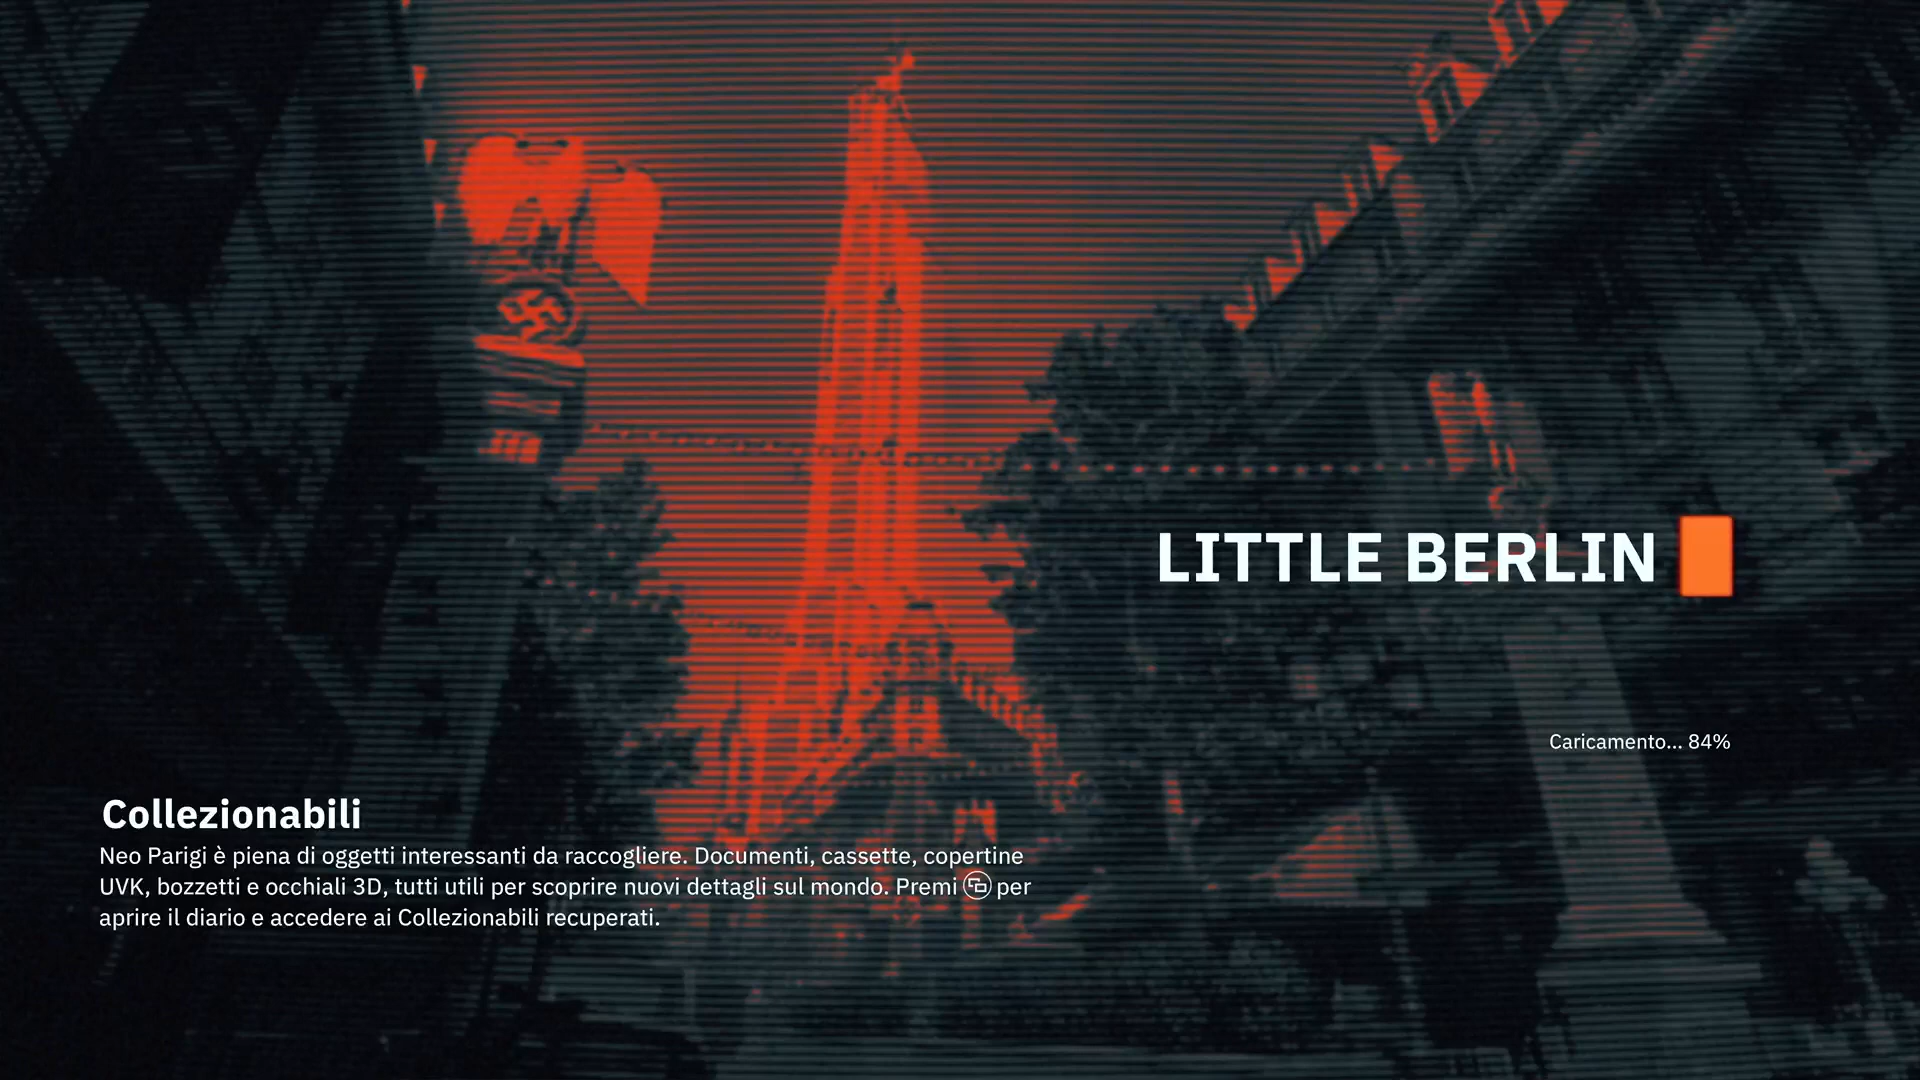 LITTLE BERLIN
Caricamento... 84%
Collezionabili
Neo Parigi è piena di oggetti interessanti da raccogliere. Documenti, cassette, copertine
UVK, bozzetti e occhiali 3D, tutti utili per scoprire nuovi dettagli sul mondo. Premi per
aprire il diario e accedere ai Collezionabili recuperati.